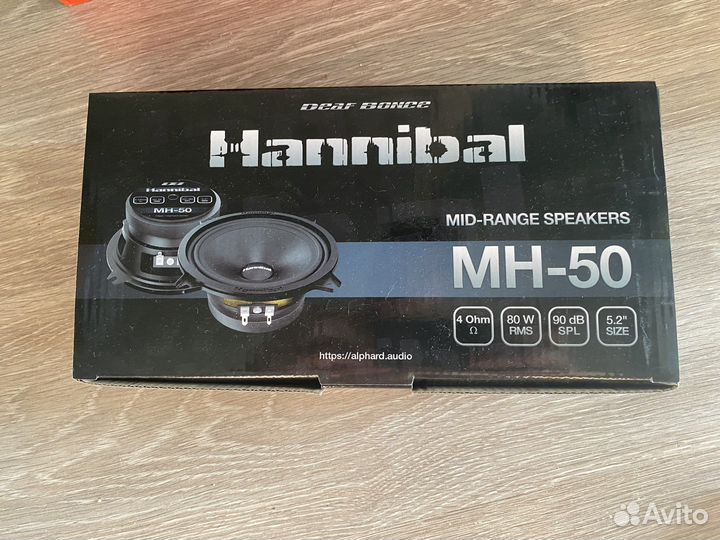 DEAF BONCE
Hannibal
Hannibal
MH-50
Hannibal
MID-RANGE SPEAKERS
MH-50
4 Ohm 80 W 90 dB 5.2"
Ω RMS SPL SIZE
https://alphard.audio
Avito